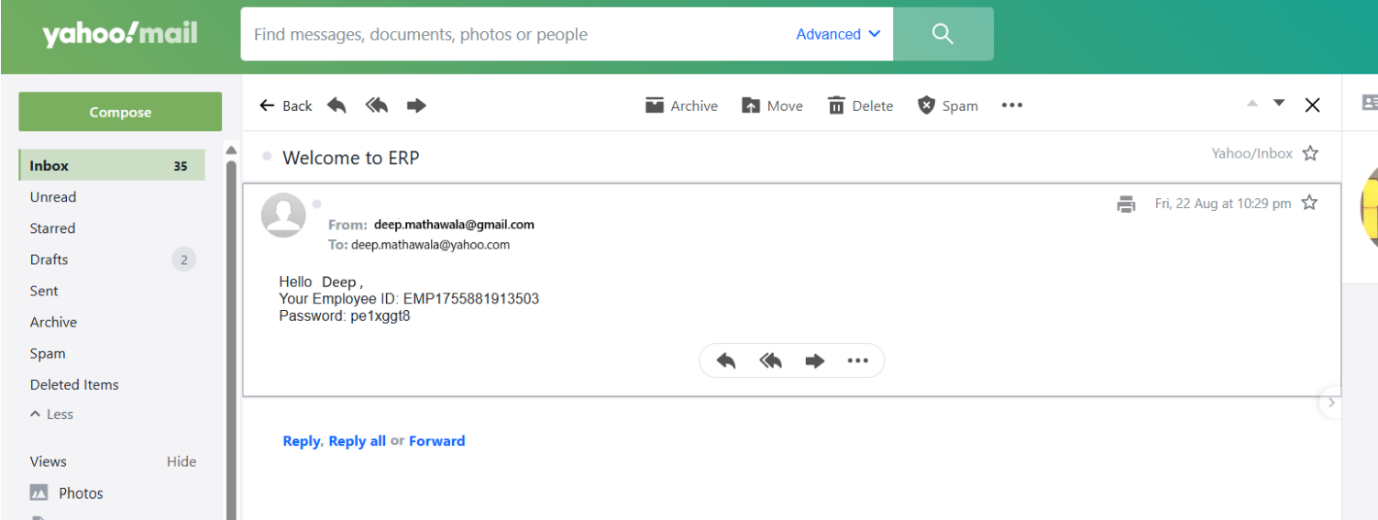 yahoo!mail
Find messages, documents, photos or people
Advanced
Compose
Back
Archive
Move
Delete
Spam
Inbox 35
Unread
Starred
Drafts 2
Sent
Archive
Spam
Deleted Items
Less
Views Hide
Photos
Welcome to ERP
Yahoo/Inbox
Fri, 22 Aug at 10:29 pm
From: deep.mathawala@gmail.com
To: deep.mathawala@yahoo.com
Hello Deep ,
Your Employee ID: EMP1755881913503
Password: pe1xggt8
Reply, Reply all or Forward